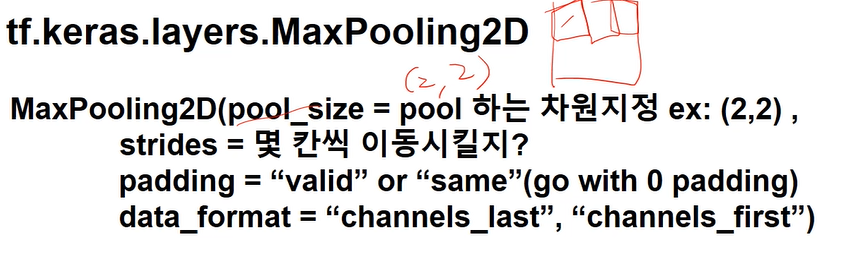 tf.keras.layers.MaxPooling2D
(2,2)
MaxPooling2D(pool_size = pool 하는 차원지정 ex: (2,2) ,
strides = 몇 칸씩 이동시킬지?
padding = “valid” or “same”(go with 0 padding)
data_format = “channels_last”, “channels_first”)